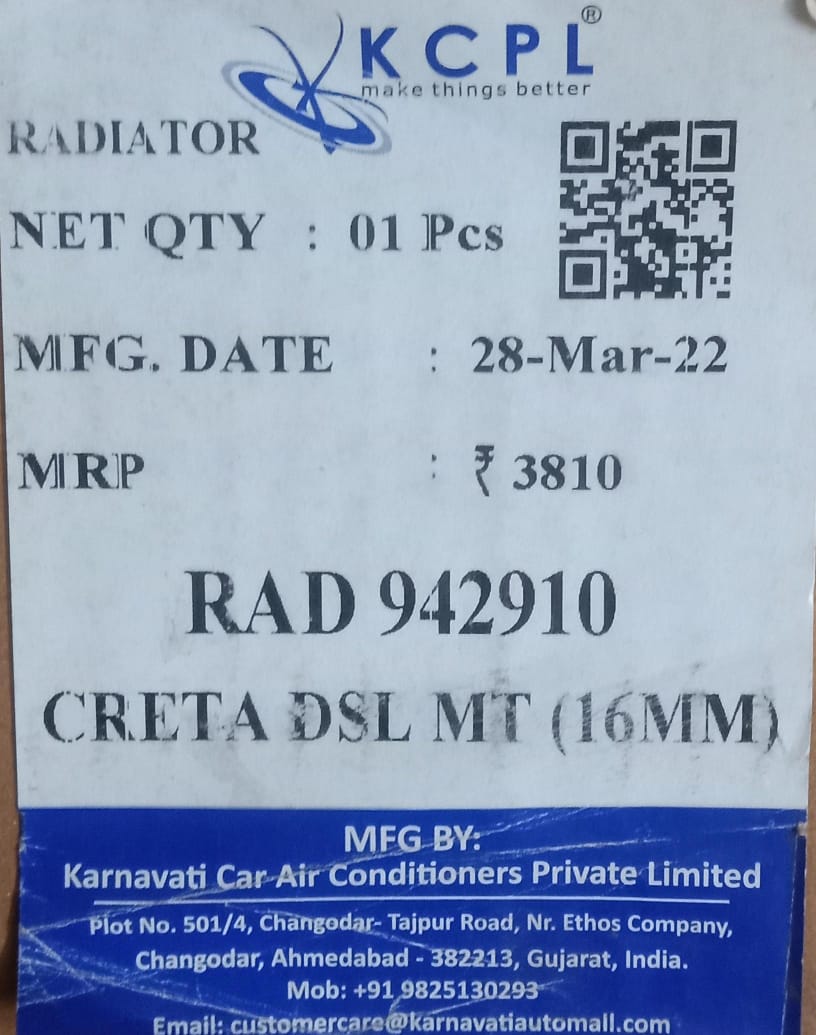 KCPL®
make things better
RADIATOR
NET QTY : 01 Pcs
MFG. DATE : 28-Mar-22
MRP : ₹ 3810
RAD 942910
CRETA DSL MT (16MM)
MFG BY:
Karnavati Car Air Conditioners Private Limited
Plot No. 501/4, Changodar- Tajpur Road, Nr. Ethos Company,
Changodar, Ahmedabad - 382213, Gujarat, India.
Mob: +91 9825130293
Email: customercare@karnavatiautomall.com